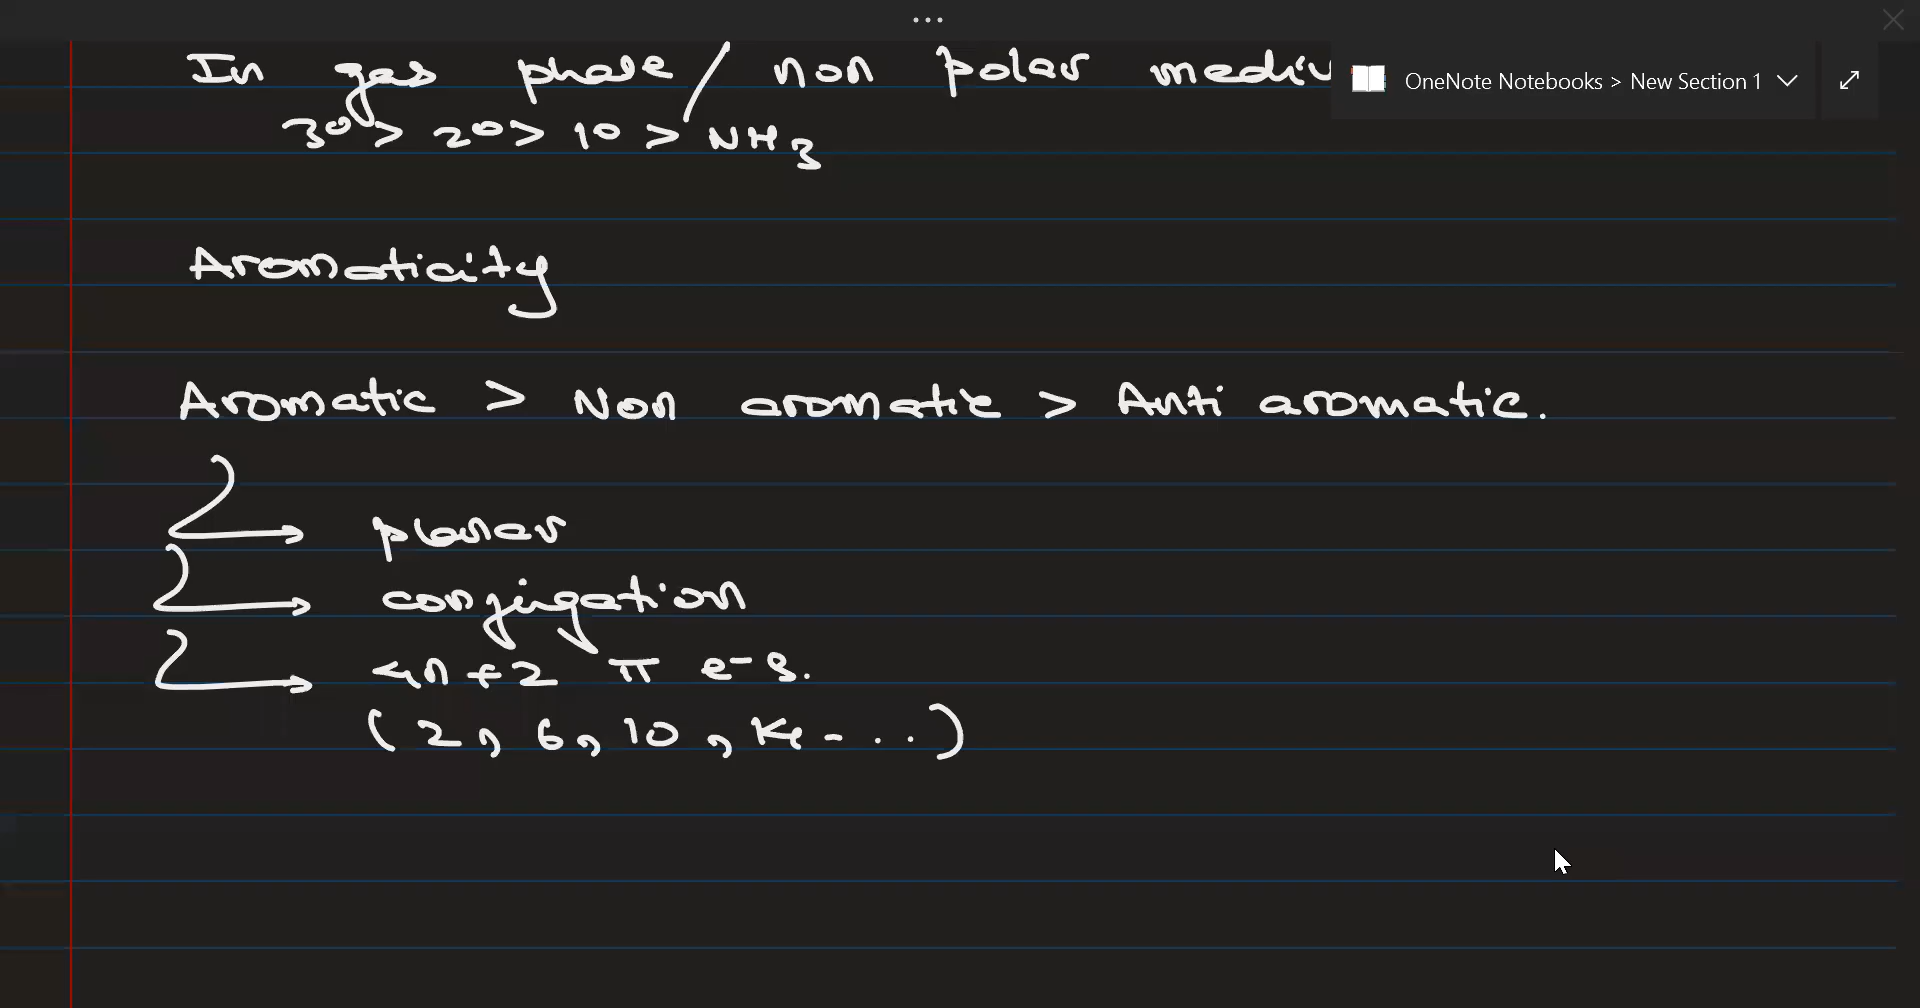 ...
In gas phase / non polar mediu
OneNote Notebooks > New Section 1
3° > 2° > 1° > NH3
Aromaticity
Aromatic > Non aromatic > Anti aromatic.
planar
conjugation
4n+2 π e-s.
(2, 6, 10, 14 - ...)